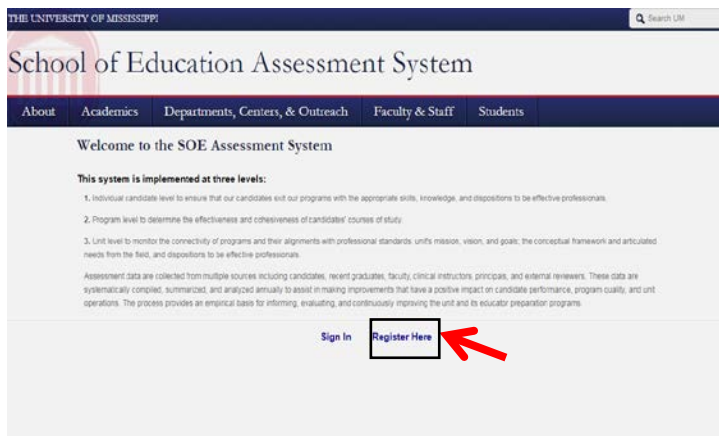 THE UNIVERSITY OF MISSISSIPPI
Search UM
School of Education Assessment System
About Academics Departments, Centers, & Outreach Faculty & Staff Students
Welcome to the SOE Assessment System
This system is implemented at three levels:
1. Individual candidate level to ensure that our candidates exit our programs with the appropriate skills, knowledge, and dispositions to be effective professionals.
2. Program level to determine the effectiveness and cohesiveness of candidates' courses of study.
3. Unit level to monitor the connectivity of programs and their alignments with professional standards: unit's mission, vision, and goals; the conceptual framework and articulated
needs from the field, and dispositions to be effective professionals.
Assessment data are collected from multiple sources including candidates, recent graduates, faculty, clinical instructors, principals, and external reviewers. These data are
systematically compiled, summarized, and analyzed annually to assist in making improvements that have a positive impact on candidate performance, program quality, and unit
operations. The process provides an empirical basis for informing, evaluating, and continuously improving the unit and its educator preparation programs.
Sign In Register Here